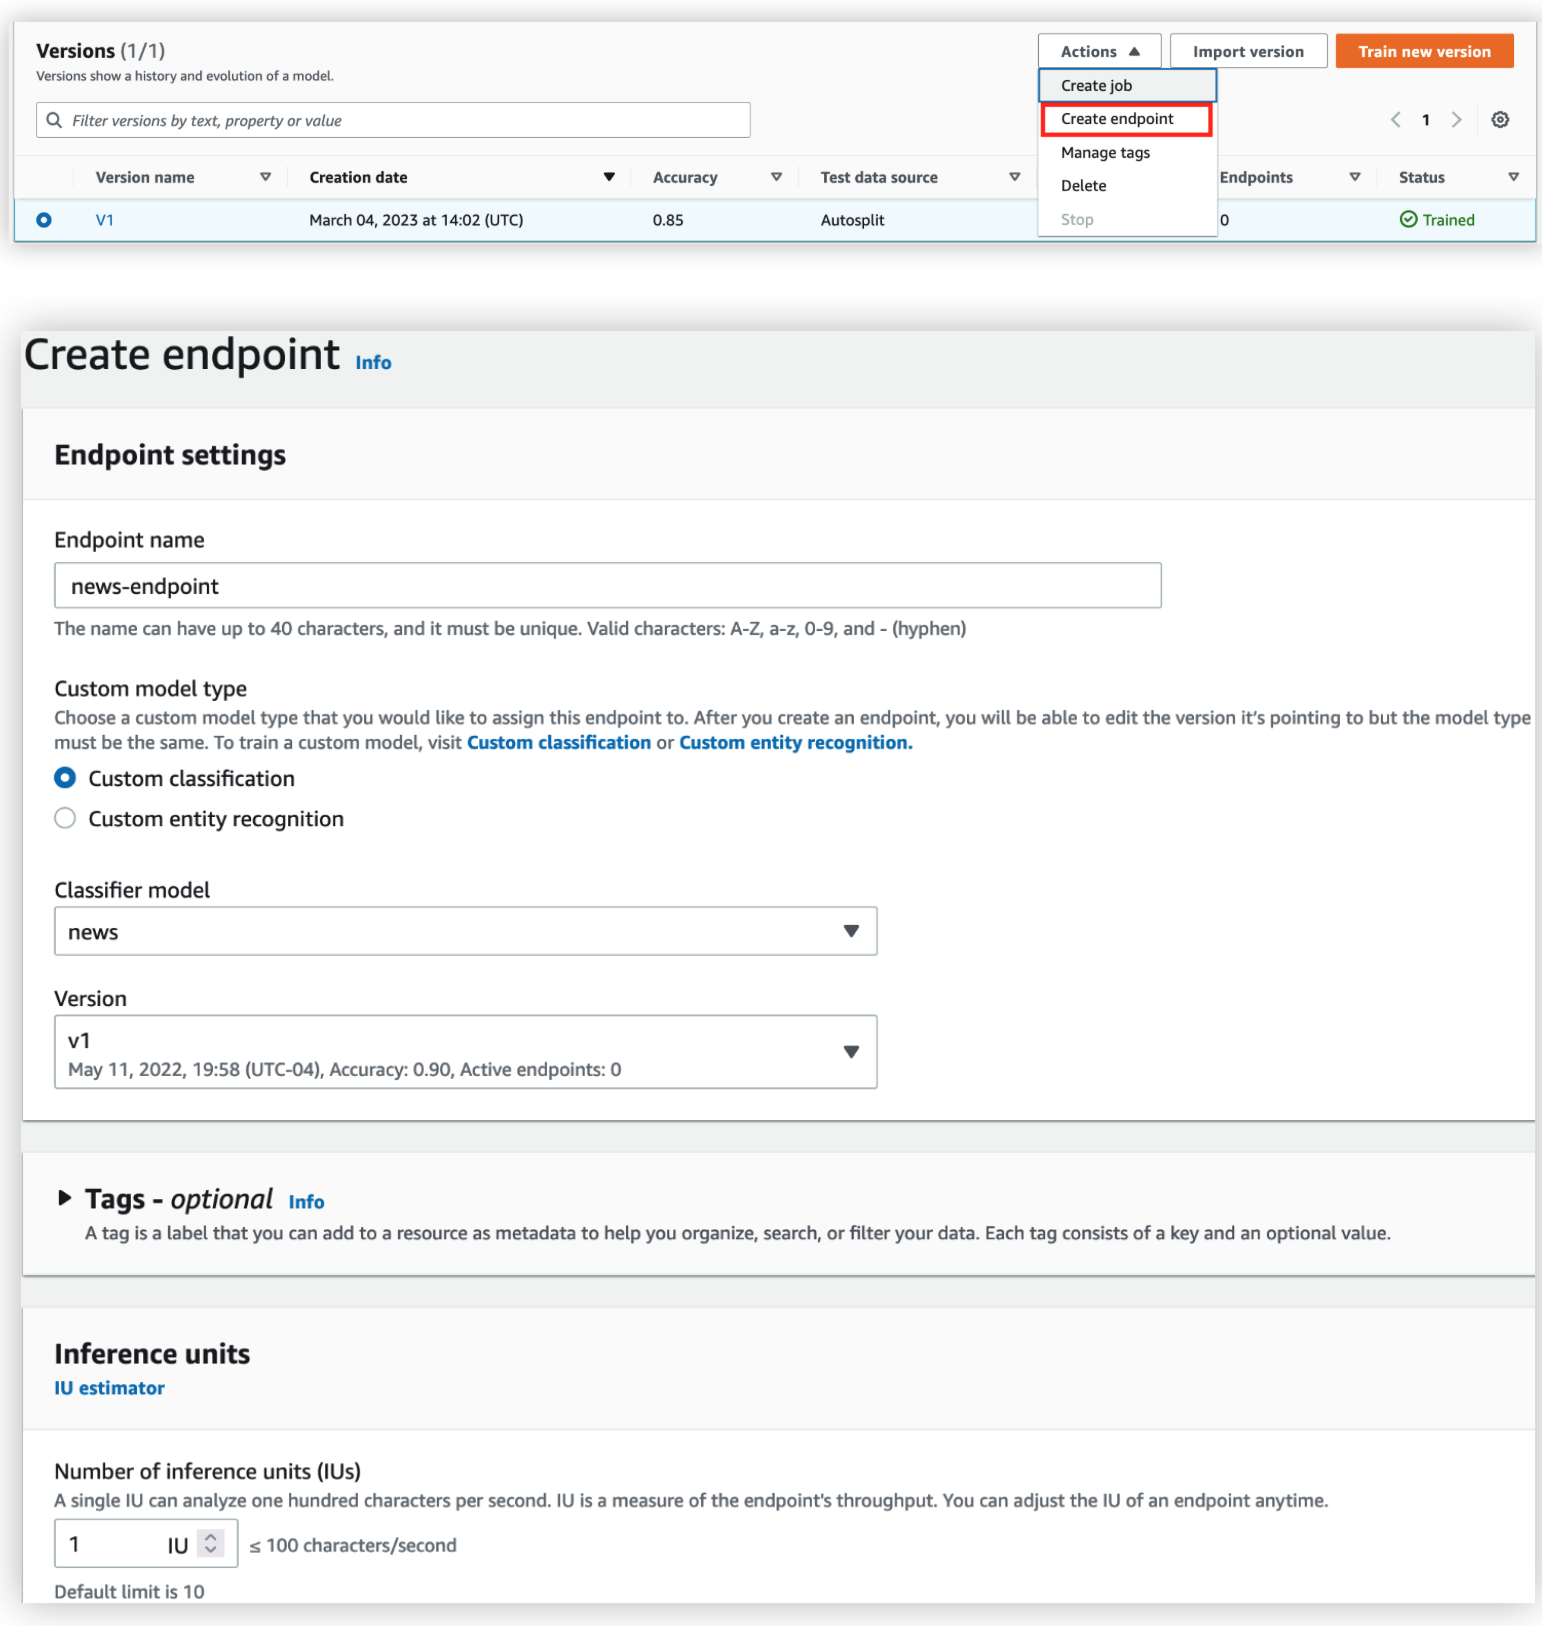 Versions (1/1)
Versions show a history and evolution of a model.
Actions
Import version
Train new version
Create job
Create endpoint
Manage tags
Delete
Stop
Filter versions by text, property or value
1
Version name
Creation date
Accuracy
Test data source
Endpoints
Status
V1
March 04, 2023 at 14:02 (UTC)
0.85
Autosplit
0
Trained
Create endpoint Info
Endpoint settings
Endpoint name
news-endpoint
The name can have up to 40 characters, and it must be unique. Valid characters: A-Z, a-z, 0-9, and - (hyphen)
Custom model type
Choose a custom model type that you would like to assign this endpoint to. After you create an endpoint, you will be able to edit the version it's pointing to but the model type
must be the same. To train a custom model, visit Custom classification or Custom entity recognition.
Custom classification
Custom entity recognition
Classifier model
news
Version
v1
May 11, 2022, 19:58 (UTC-04), Accuracy: 0.90, Active endpoints: 0
Tags - optional Info
A tag is a label that you can add to a resource as metadata to help you organize, search, or filter your data. Each tag consists of a key and an optional value.
Inference units
IU estimator
Number of inference units (IUs)
A single IU can analyze one hundred characters per second. IU is a measure of the endpoint's throughput. You can adjust the IU of an endpoint anytime.
1 IU ≤ 100 characters/second
Default limit is 10